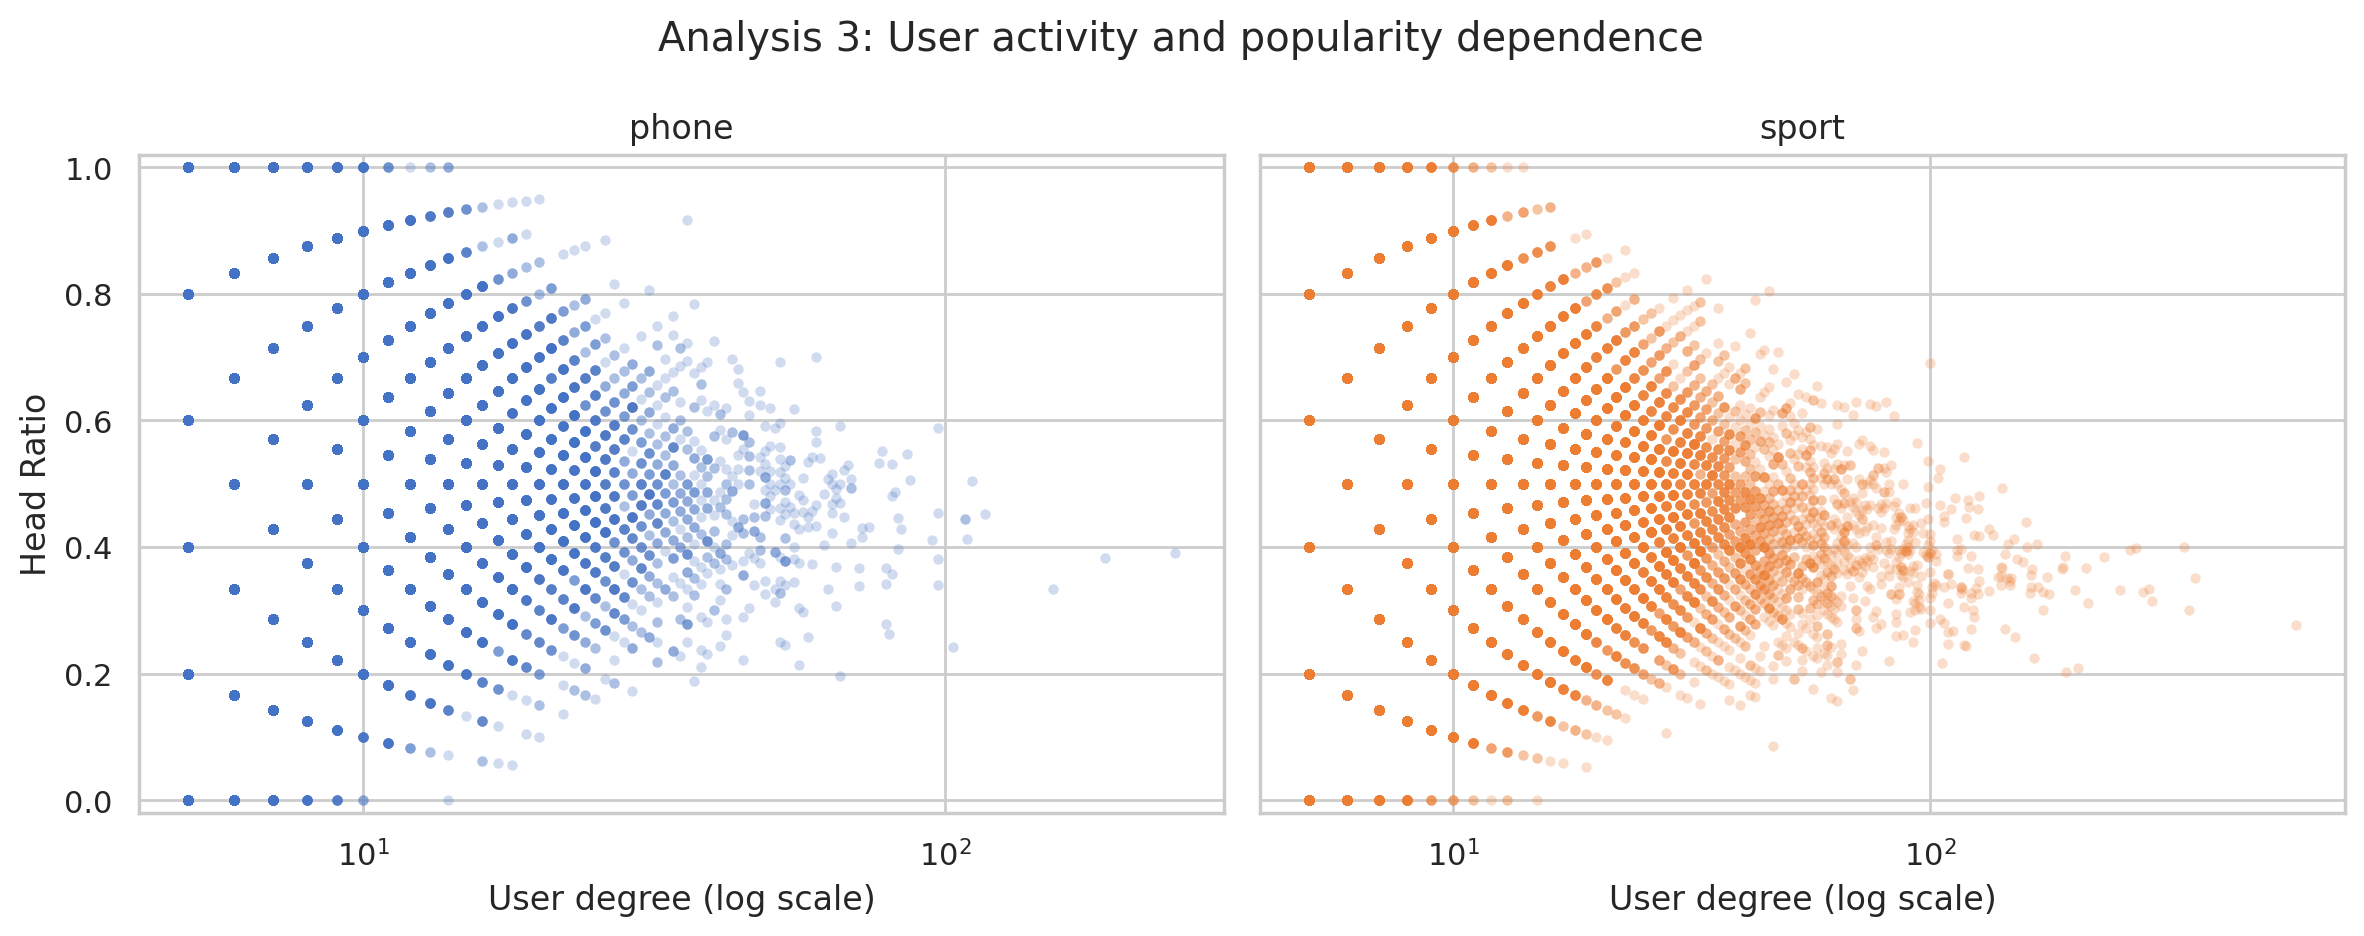 Analysis 3: User activity and popularity dependence
phone
sport
Head Ratio
1.0
0.8
0.6
0.4
0.2
0.0
10¹
10²
10¹
10²
User degree (log scale)
User degree (log scale)